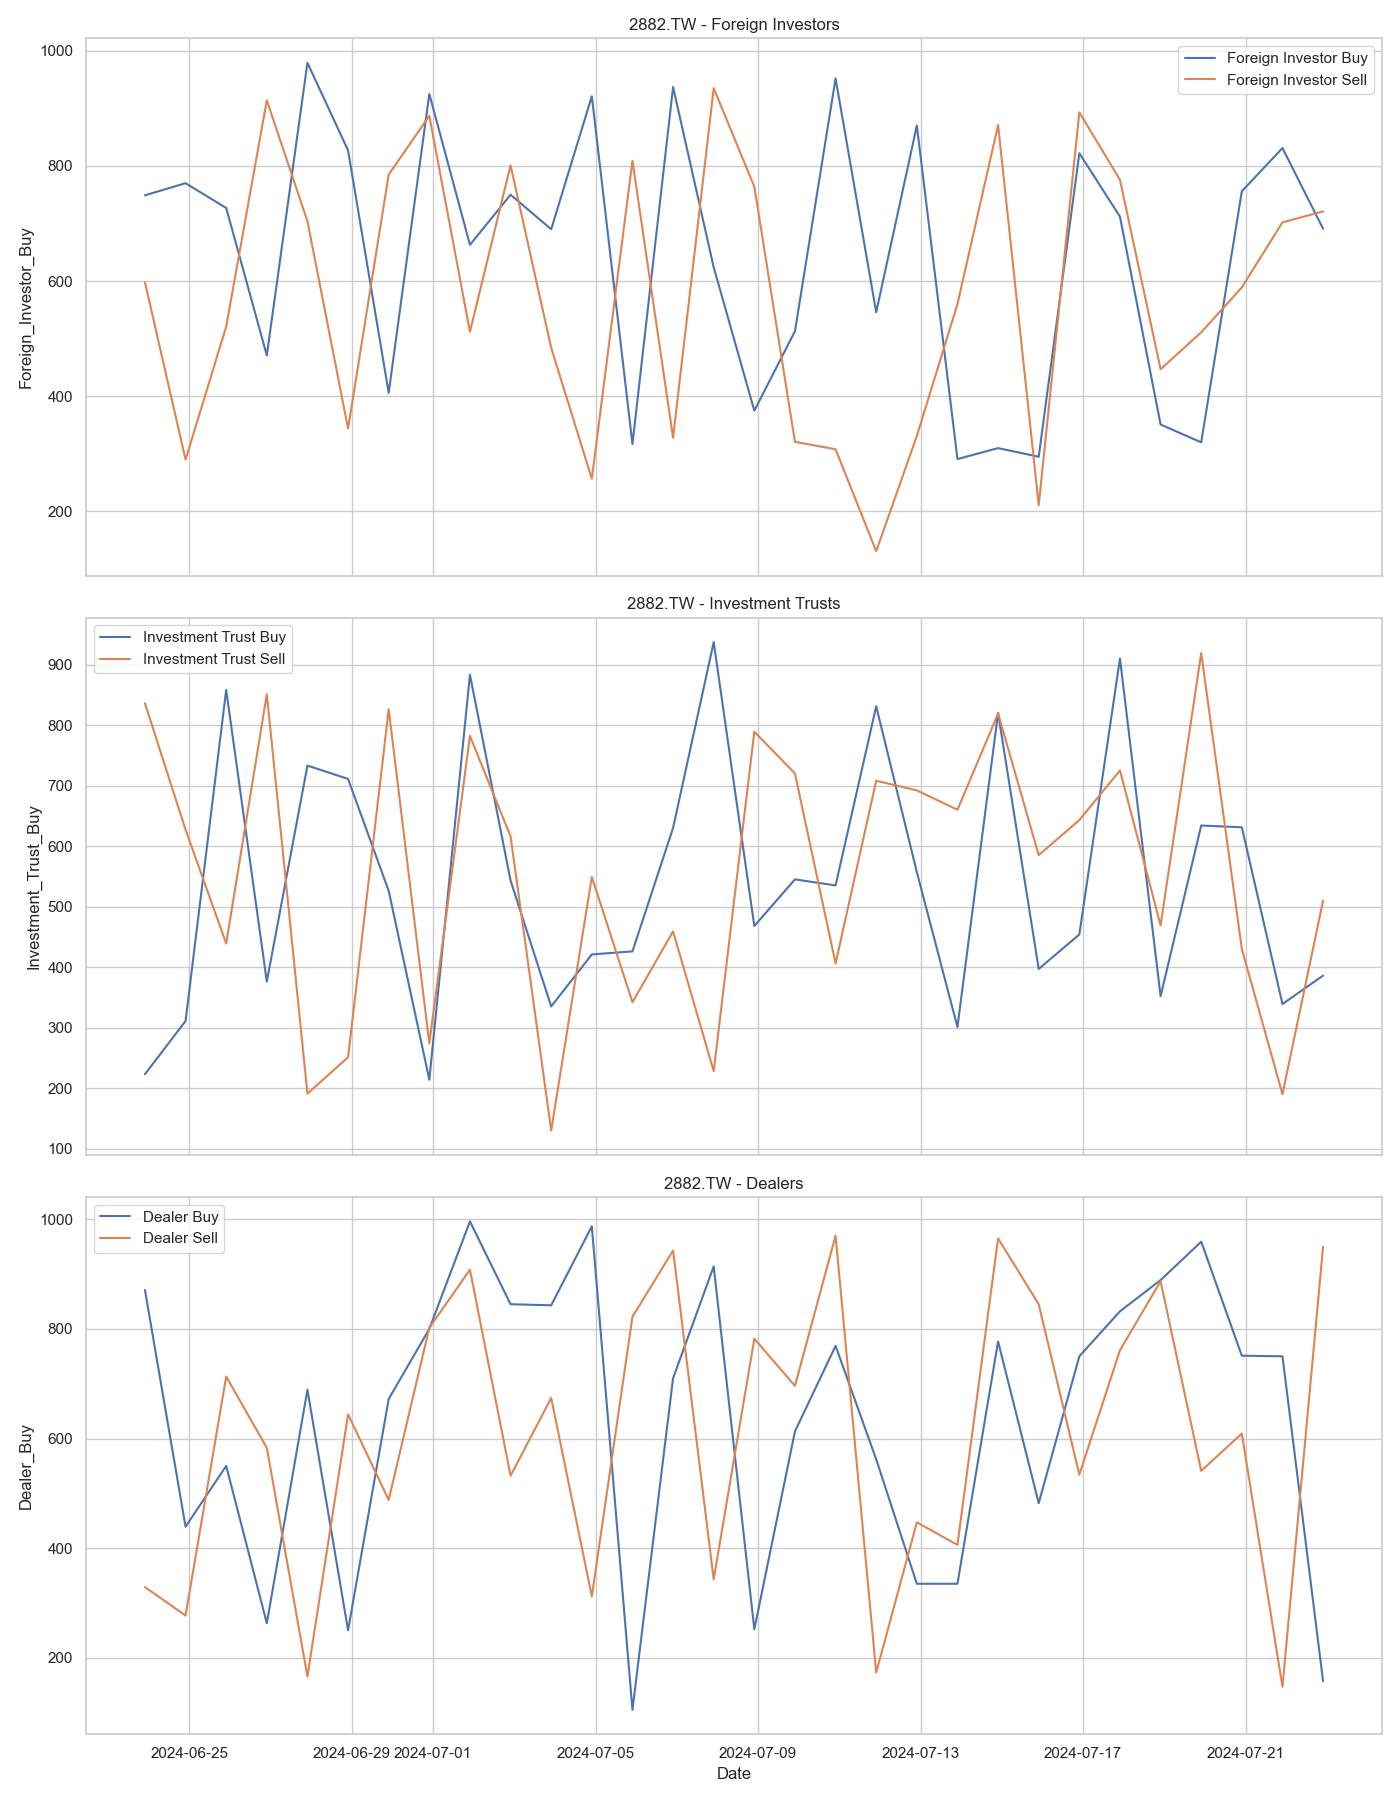 2882.TW - Foreign Investors
Foreign Investor Buy
Foreign Investor Sell
Foreign_Investor_Buy
1000
800
600
400
200
2882.TW - Investment Trusts
Investment Trust Buy
Investment Trust Sell
Investment_Trust_Buy
900
800
700
600
500
400
300
200
100
2882.TW - Dealers
Dealer Buy
Dealer Sell
Dealer_Buy
1000
800
600
400
200
2024-06-25 2024-06-29 2024-07-01 2024-07-05 2024-07-09 2024-07-13 2024-07-17 2024-07-21
Date